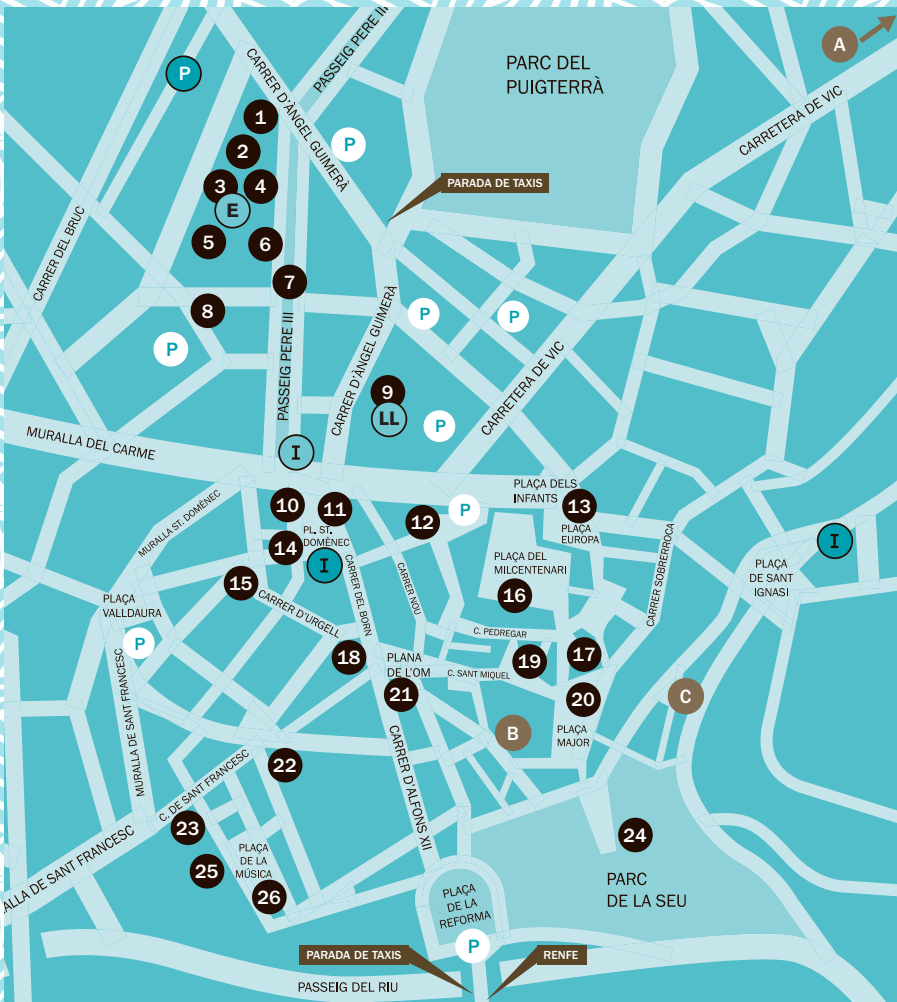 PASSEIG PERE III
A
P
CARRER D'ÀNGEL GUIMERÀ
PARC DEL
PUIGTERRÀ
CARRETERA DE VIC
1
2
P
3
4
E
PARADA DE TAXIS
CARRER DEL BRUC
5
6
7
8
P
P
P
PASSEIG PERE III
CARRER D'ÀNGEL GUIMERÀ
9
LL
P
CARRETERA DE VIC
MURALLA DEL CARME
I
MURALLA ST. DOMÈNEC
10
11
PL. ST.
DOMÈNEC
12
P
PLAÇA DELS
INFANTS
13
PLAÇA
EUROPA
14
I
I
15
CARRER D'URGELL
CARRER DEL BORN
CARRER NOU
PLAÇA DEL
MILCENTENARI
16
CARRER SOBREROCA
PLAÇA
DE SANT
IGNASI
PLAÇA
VALLDAURA
P
C. PEDREGAR
18
PLANA
DE L'OM
C. SANT MIQUEL
19
17
21
20
C
B
PLAÇA
MAJOR
MURALLA DE SANT FRANCESC
22
CARRER D'ALFONS XII
C. DE SANT FRANCESC
23
PLAÇA
DE LA
MÚSICA
24
ALLA DE SANT FRANCESC
25
26
PARC
DE LA SEU
PLAÇA
DE LA
REFORMA
P
PARADA DE TAXIS
RENFE
PASSEIG DEL RIU